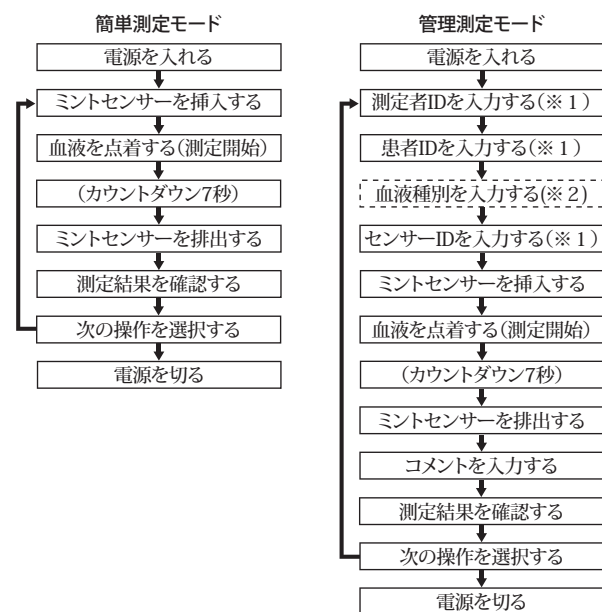 簡単測定モード
電源を入れる
ミントセンサーを挿入する
血液を点着する(測定開始)
(カウントダウン7秒)
ミントセンサーを排出する
測定結果を確認する
次の操作を選択する
電源を切る
管理測定モード
電源を入れる
測定者IDを入力する(※1)
患者IDを入力する(※1)
血液種別を入力する(※2)
センサーIDを入力する(※1)
ミントセンサーを挿入する
血液を点着する(測定開始)
(カウントダウン7秒)
ミントセンサーを排出する
コメントを入力する
測定結果を確認する
次の操作を選択する
電源を切る